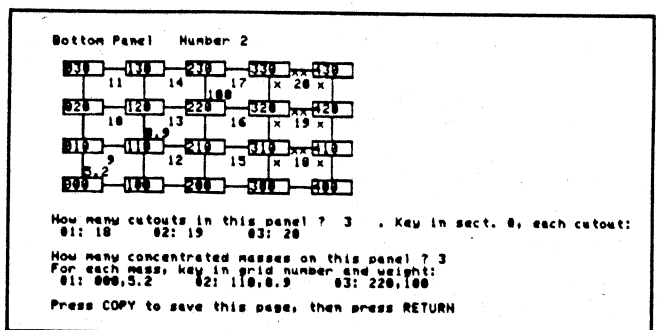 Bottom Panel Number 2
030 130 230 330 xx 430
11 14 17 x 20 x
100
020 120 220 320 xx 420
10 13 16 x 19 x
8.9
010 110 210 310 xx 410
9 12 15 x 18 x
5.2
000 100 200 300 400
How many cutouts in this panel ? 3 . Key in sect. #, each cutout:
01: 18 02: 19 03: 20
How many concentrated masses on this panel ? 3
For each mass, key in grid number and weight:
01: 000,5.2 02: 110,8.9 03: 220,100
Press COPY to save this page, then press RETURN